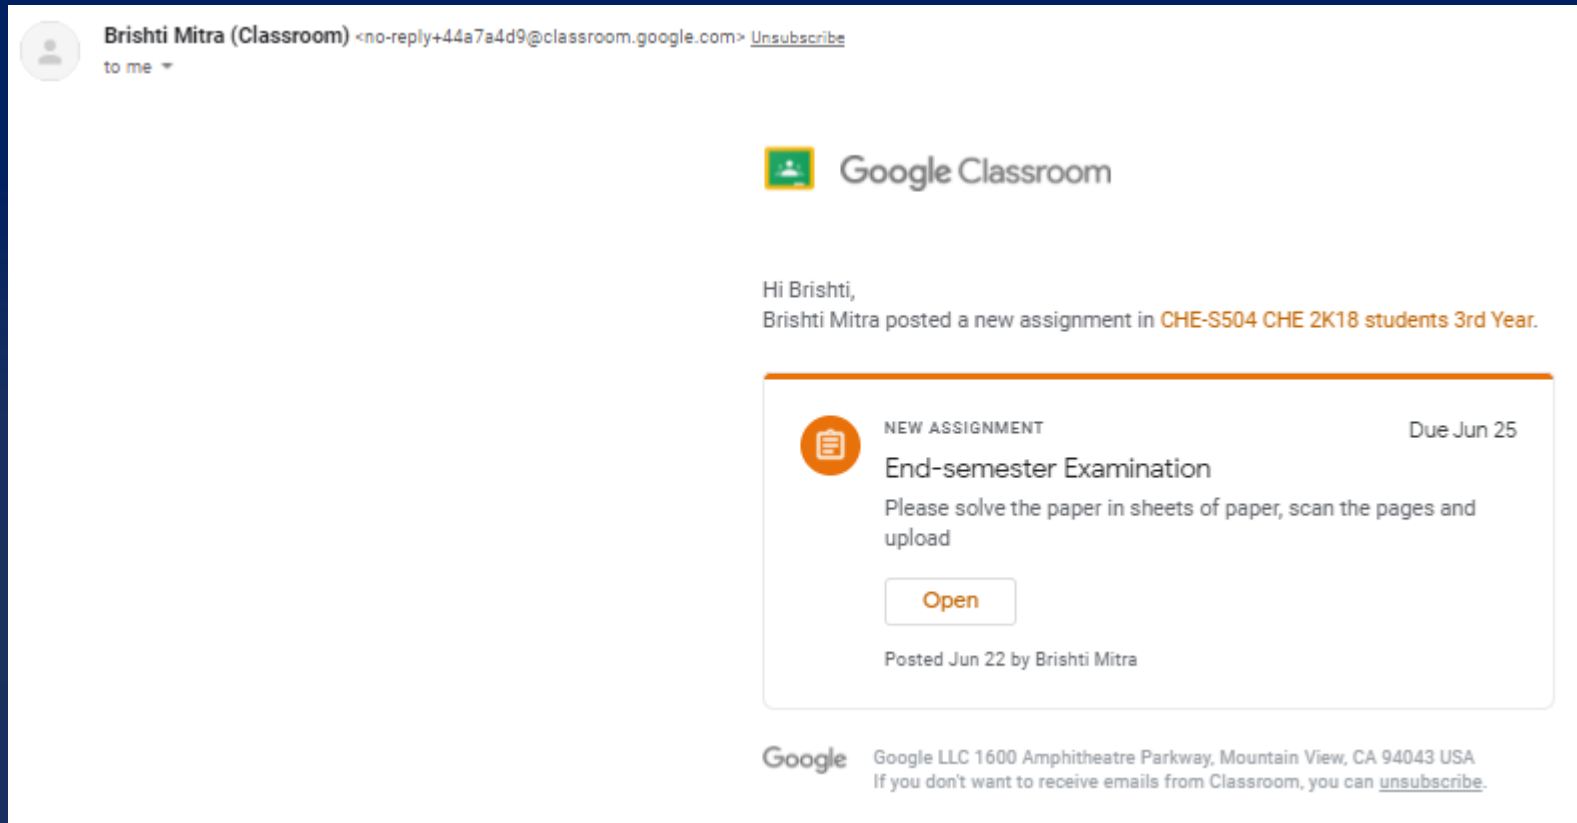 Brishti Mitra (Classroom) <no-reply+44a7a4d9@classroom.google.com> Unsubscribe
to me
Google Classroom
Hi Brishti,
Brishti Mitra posted a new assignment in CHE-S504 CHE 2K18 students 3rd Year.
NEW ASSIGNMENT
Due Jun 25
End-semester Examination
Please solve the paper in sheets of paper, scan the pages and
upload
Open
Posted Jun 22 by Brishti Mitra
Google
Google LLC 1600 Amphitheatre Parkway, Mountain View, CA 94043 USA
If you don't want to receive emails from Classroom, you can unsubscribe.